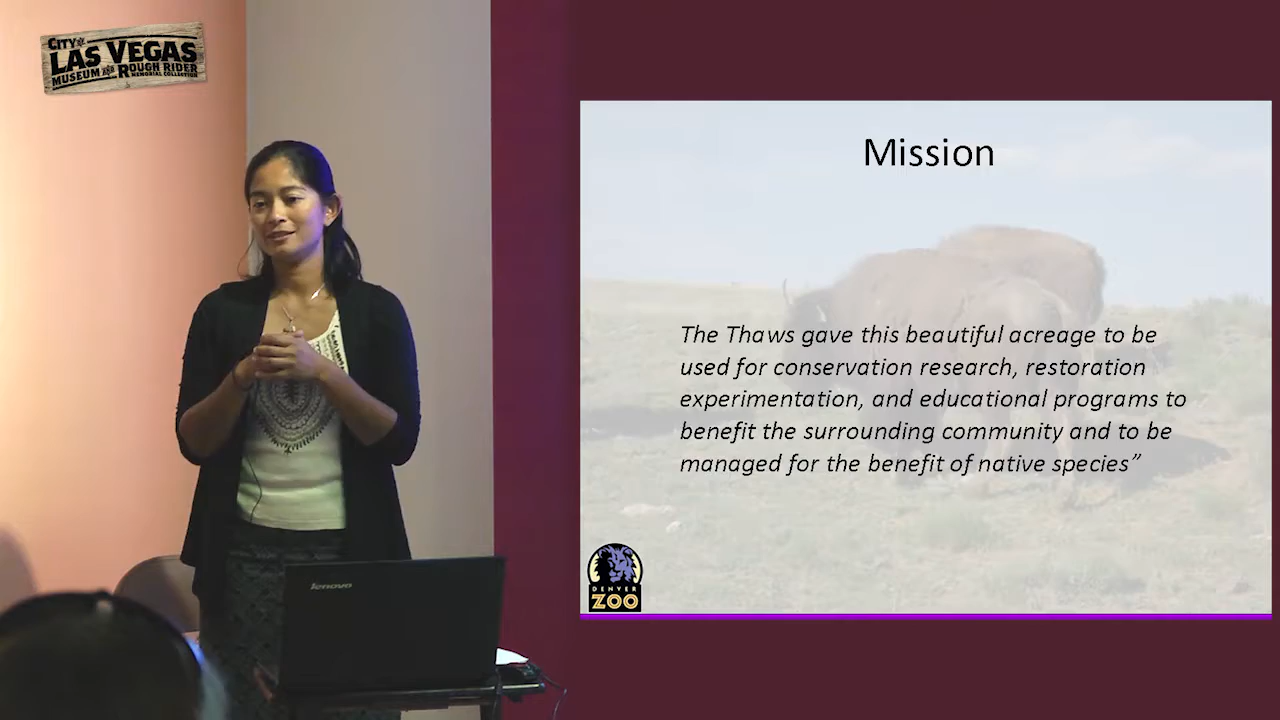 CITY OF
LAS VEGAS
MUSEUM AND ROUGH RIDER
MEMORIAL COLLECTION
Mission
The Thaws gave this beautiful acreage to be
used for conservation research, restoration
experimentation, and educational programs to
benefit the surrounding community and to be
managed for the benefit of native species”
DENVER
ZOO
lenovo